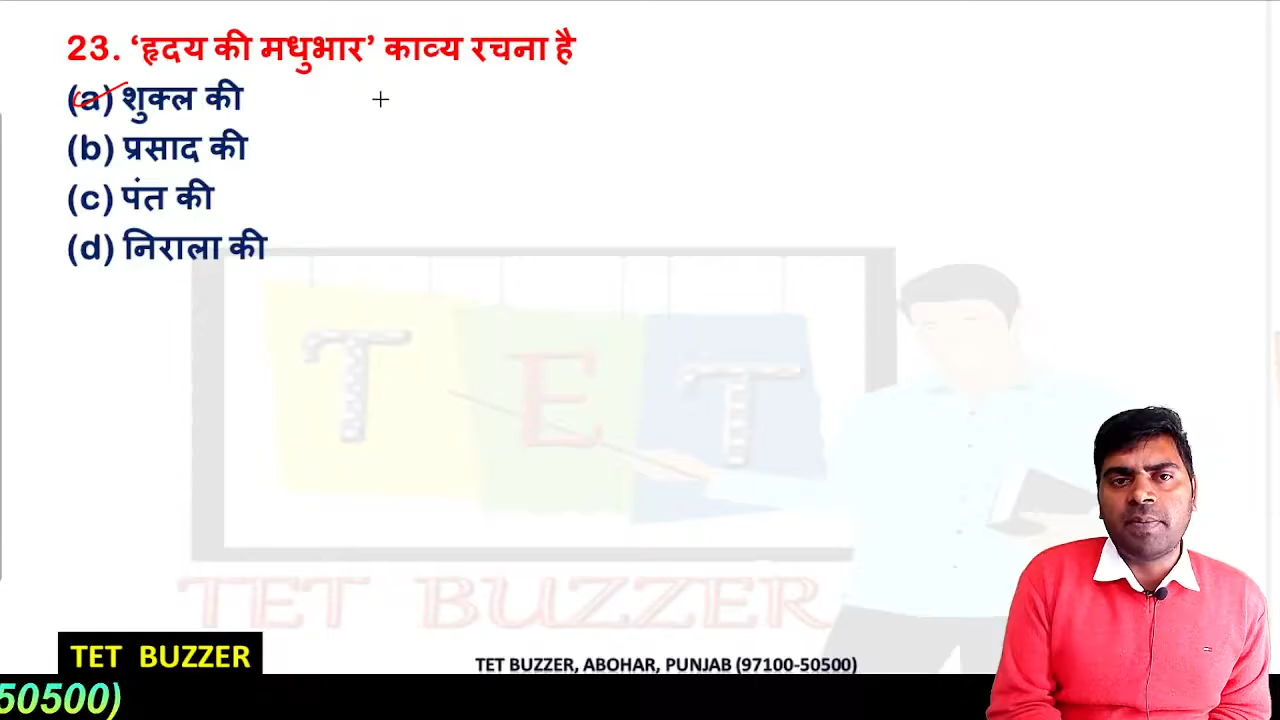 23. ‘हृदय की मधुभार’ काव्य रचना है
(a) शुक्ल की
(b) प्रसाद की
(c) पंत की
(d) निराला की
T E T
TET BUZZER
TET BUZZER
TET BUZZER, ABOHAR, PUNJAB (97100-50500)
50500)